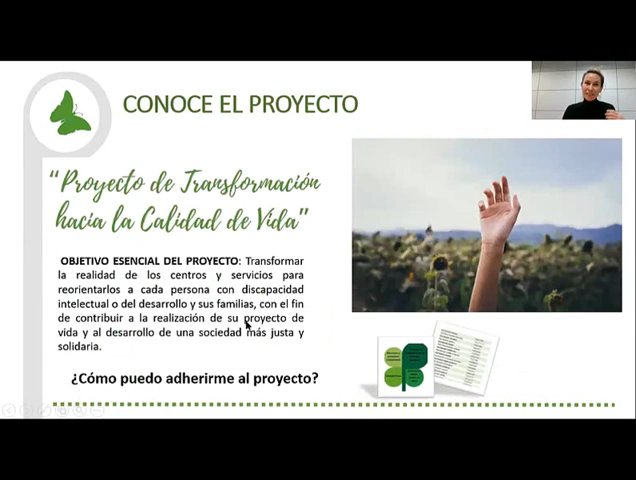 CONOCE EL PROYECTO
“Proyecto de Transformación
hacia la Calidad de Vida”
OBJETIVO ESENCIAL DEL PROYECTO: Transformar
la realidad de los centros y servicios para
reorientarlos a cada persona con discapacidad
intelectual o del desarrollo y sus familias, con el fin
de contribuir a la realización de su proyecto de
vida y al desarrollo de una sociedad más justa y
solidaria.
¿Cómo puedo adherirme al proyecto?